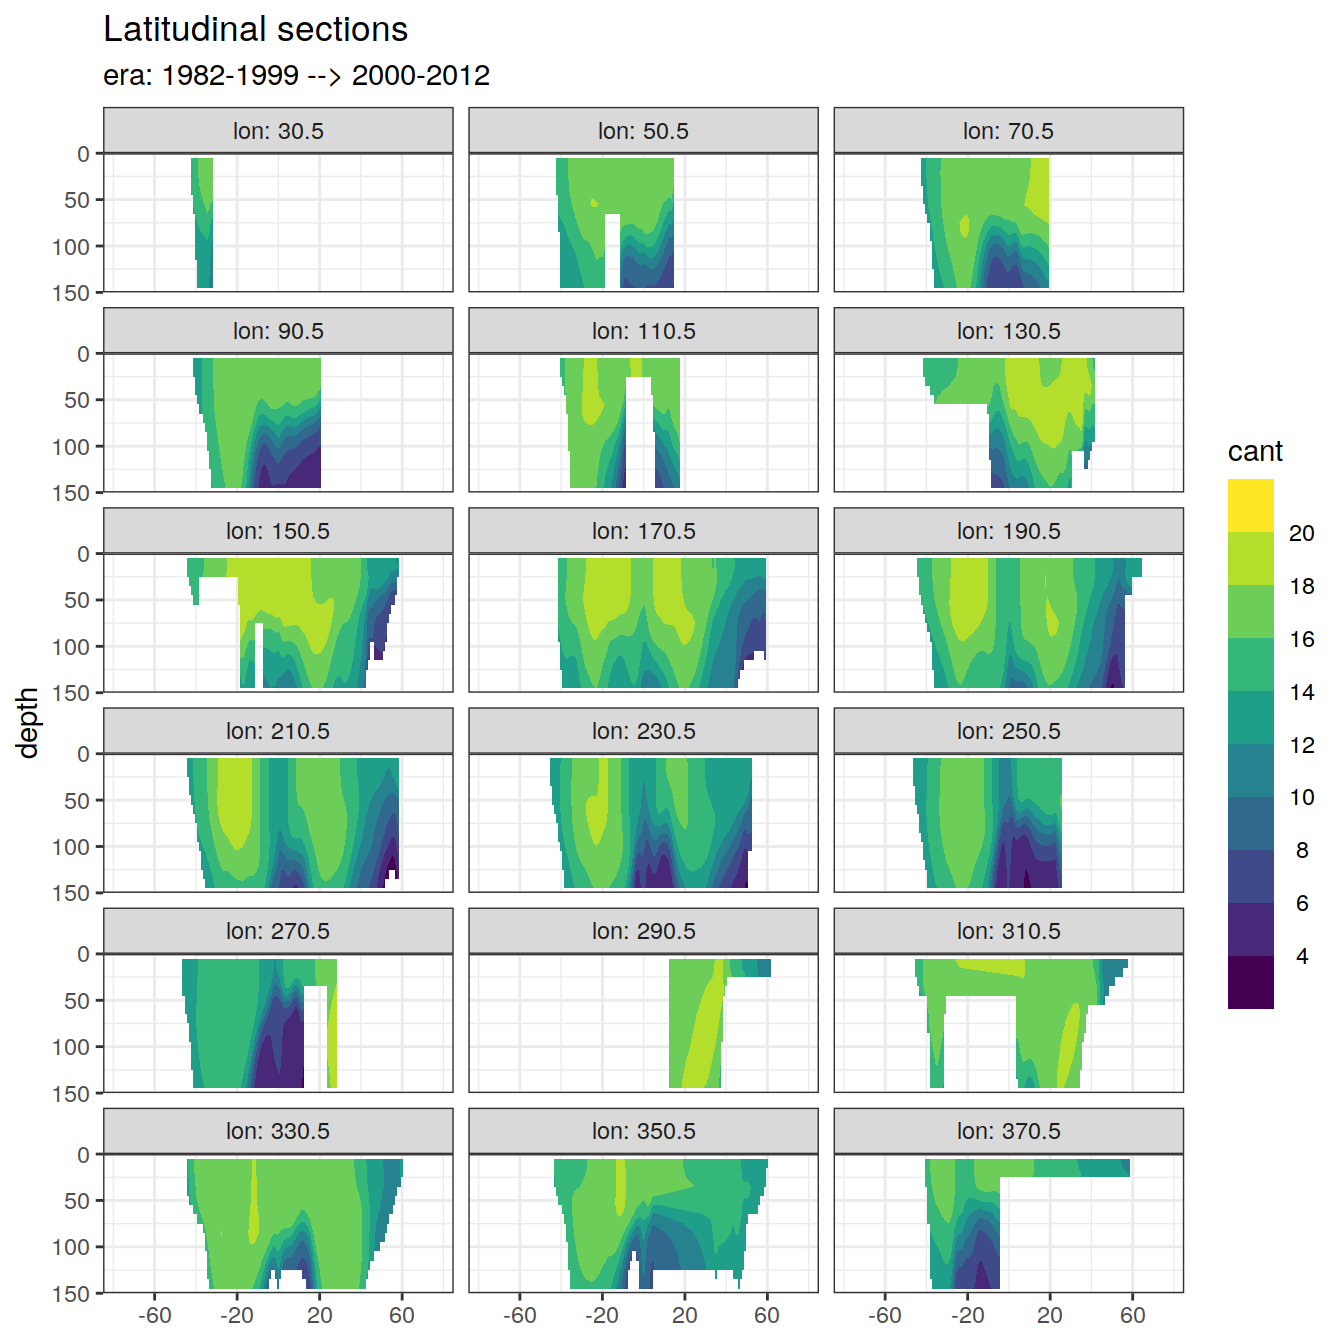 Latitudinal sections
era: 1982-1999 --> 2000-2012
lon: 30.5
lon: 50.5
lon: 70.5
0
50
100
150
lon: 90.5
lon: 110.5
lon: 130.5
0
50
100
150
lon: 150.5
lon: 170.5
lon: 190.5
0
50
100
150
lon: 210.5
lon: 230.5
lon: 250.5
0
50
100
150
lon: 270.5
lon: 290.5
lon: 310.5
0
50
100
150
lon: 330.5
lon: 350.5
lon: 370.5
0
50
100
150
-60 -20 20 60
-60 -20 20 60
-60 -20 20 60
depth
cant
20
18
16
14
12
10
8
6
4